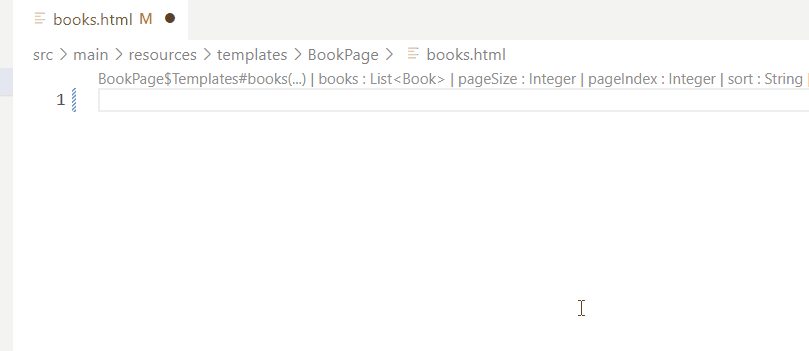 books.html M
src > main > resources > templates > BookPage > books.html
BookPage$Templates#books(...) | books : List<Book> | pageSize : Integer | pageIndex : Integer | sort : String |
1